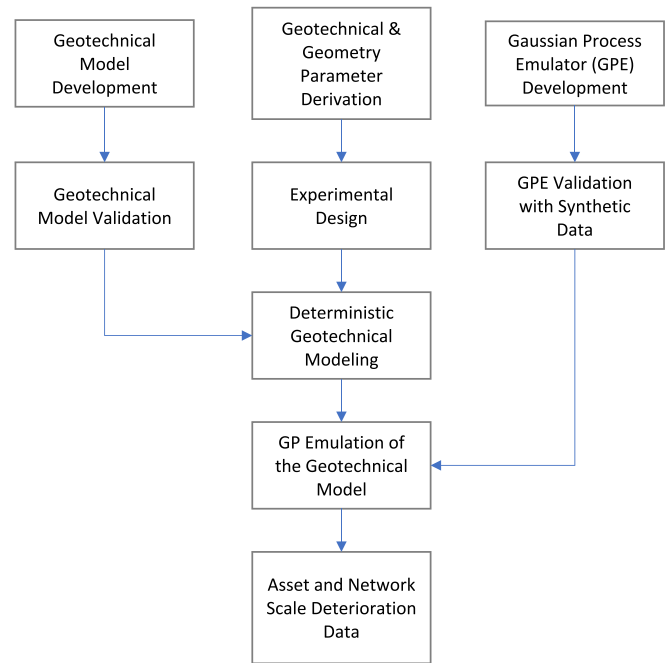 Geotechnical
Model
Development
Geotechnical &
Geometry
Parameter
Derivation
Gaussian Process
Emulator (GPE)
Development
Geotechnical
Model Validation
Experimental
Design
GPE Validation
with Synthetic
Data
Deterministic
Geotechnical
Modeling
GP Emulation of
the Geotechnical
Model
Asset and Network
Scale Deterioration
Data